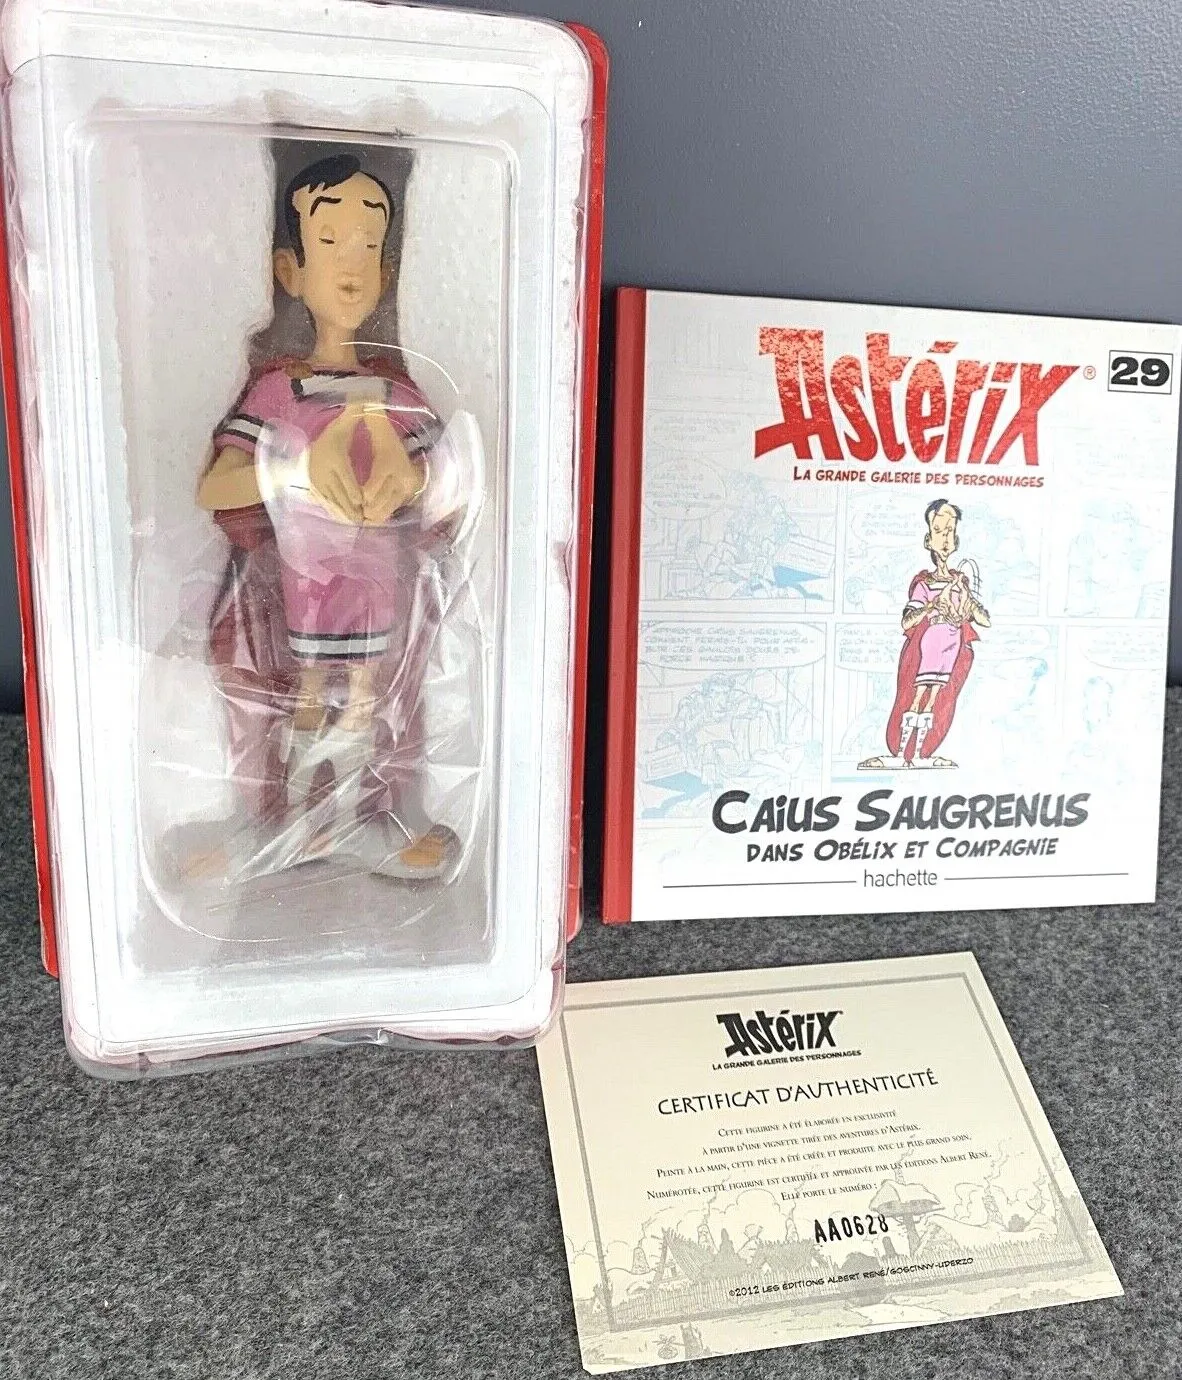 Astérix®
29
LA GRANDE GALERIE DES PERSONNAGES
APPROCHE CAIUS SAUGRENUS,
CAIUS SAUGRENUS
DANS OBÉLIX ET COMPAGNIE
hachette
Astérix
LA GRANDE GALERIE DES PERSONNAGES
CERTIFICAT D'AUTHENTICITÉ
CETTE FIGURINE A ÉTÉ ÉLABORÉE EN EXCLUSIVITÉ
À PARTIR D'UNE VIGNETTE TIRÉE DES AVENTURES D'ASTÉRIX.
PEINTE À LA MAIN, CETTE PIÈCE A ÉTÉ CRÉÉE ET PRODUITE AVEC LE PLUS GRAND SOIN.
NUMÉROTÉE, CETTE FIGURINE EST CERTIFIÉE ET APPROUVÉE PAR LES ÉDITIONS ALBERT RENÉ.
ELLE PORTE LE NUMÉRO :
AA0628
©2012 LES ÉDITIONS ALBERT RENÉ/GOSCINNY-UDERZO